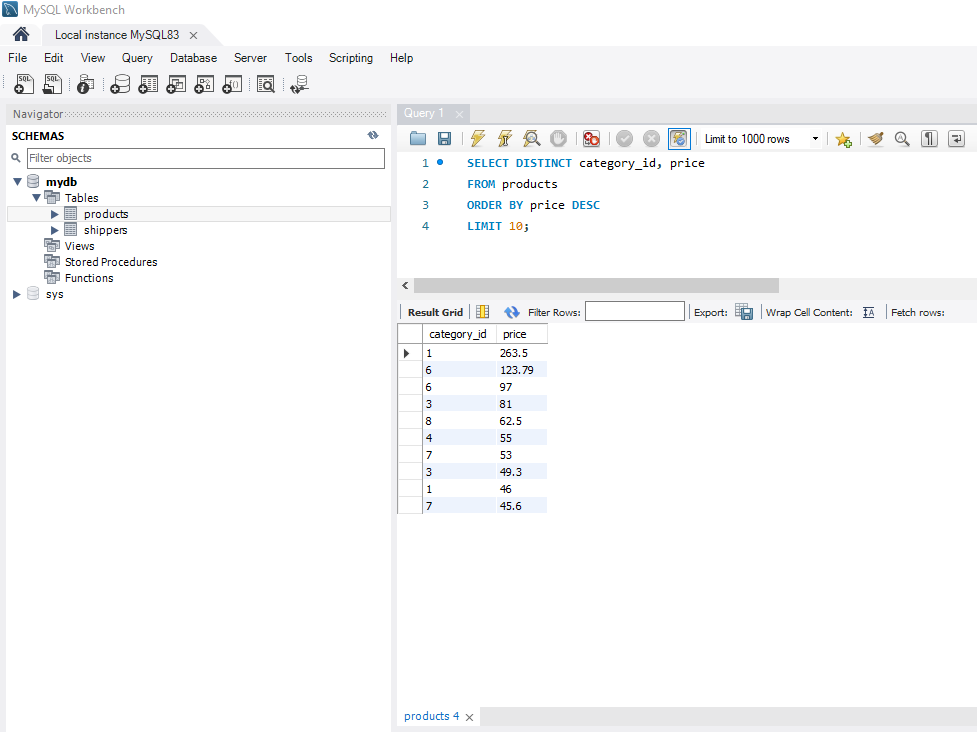 MySQL Workbench
Local instance MySQL83
File Edit View Query Database Server Tools Scripting Help
Navigator
SCHEMAS
Filter objects
mydb
Tables
products
shippers
Views
Stored Procedures
Functions
sys
Query 1
Limit to 1000 rows
1 SELECT DISTINCT category_id, price
2 FROM products
3 ORDER BY price DESC
4 LIMIT 10;
Result Grid Filter Rows: Export: Wrap Cell Content: Fetch rows:
category_id price
1 263.5
6 123.79
6 97
3 81
8 62.5
4 55
7 53
3 49.3
1 46
7 45.6
products 4